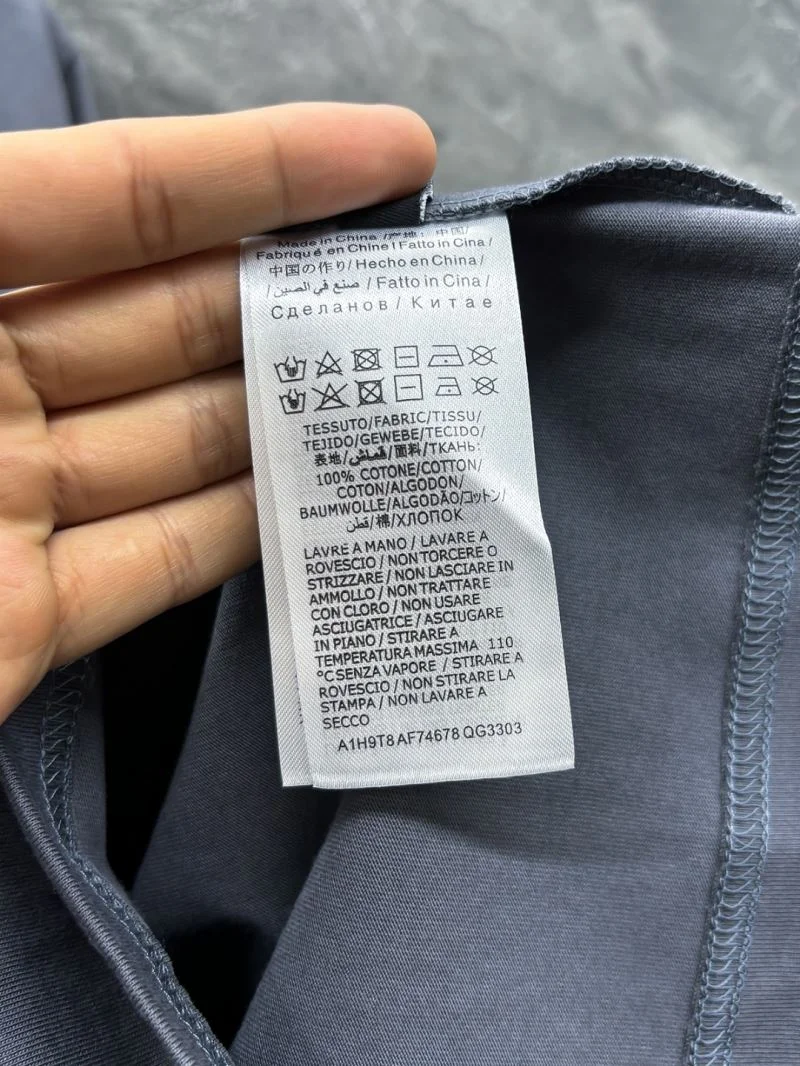 Made in China /产地：中国/
Fabriqué en Chine I Fatto in Cina /
中国の作り/ Hecho en China /
/ صنع في الصين / Fatto in Cina /
Сделанов / Китае
TESSUTO/FABRIC/TISSU/
TEJIDO/GEWEBE/TECIDO/
表地/قماش/面料/ТКАНЬ:
100% COTONE/COTTON/
COTON/ALGODON/
BAUMWOLLE/ALGODÃO/コットン/
قطن/棉/ХЛОПОК
LAVRE A MANO / LAVARE A
ROVESCIO / NON TORCERE O
STRIZZARE / NON LASCIARE IN
AMMOLLO / NON TRATTARE
CON CLORO / NON USARE
ASCIUGATRICE / ASCIUGARE
IN PIANO / STIRARE A
TEMPERATURA MASSIMA 110
°C SENZA VAPORE / STIRARE A
ROVESCIO / NON STIRARE LA
STAMPA / NON LAVARE A
SECCO
A1H9T8 AF74678 QG3303